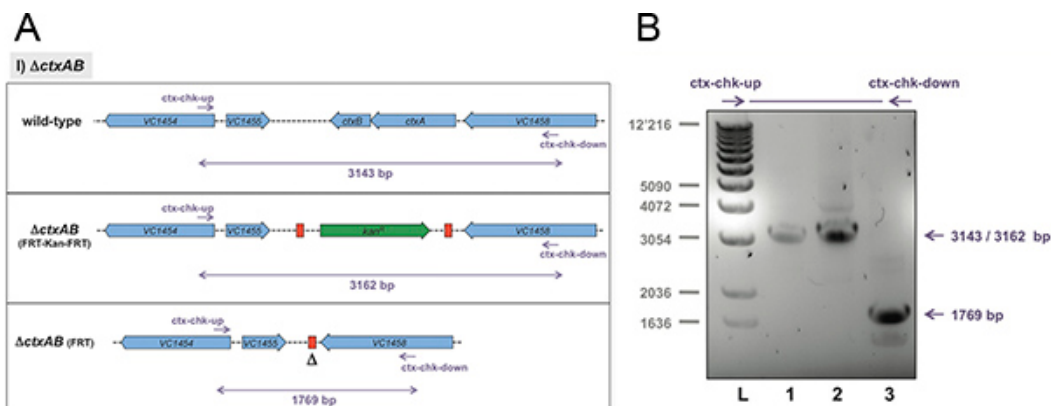 A
I) ΔctxAB
wild-type
ctx-chk-up
VC1454 VC1455 ctxB ctxA VC1458
ctx-chk-down
3143 bp
ΔctxAB
(FRT-Kan-FRT)
ctx-chk-up
VC1454 VC1455 kanR VC1458
ctx-chk-down
3162 bp
ΔctxAB (FRT)
ctx-chk-up
VC1454 VC1455 VC1458
Δ
ctx-chk-down
1769 bp
B
ctx-chk-up ctx-chk-down
12'216
5090
4072
3054
2036
1636
3143 / 3162 bp
1769 bp
L 1 2 3